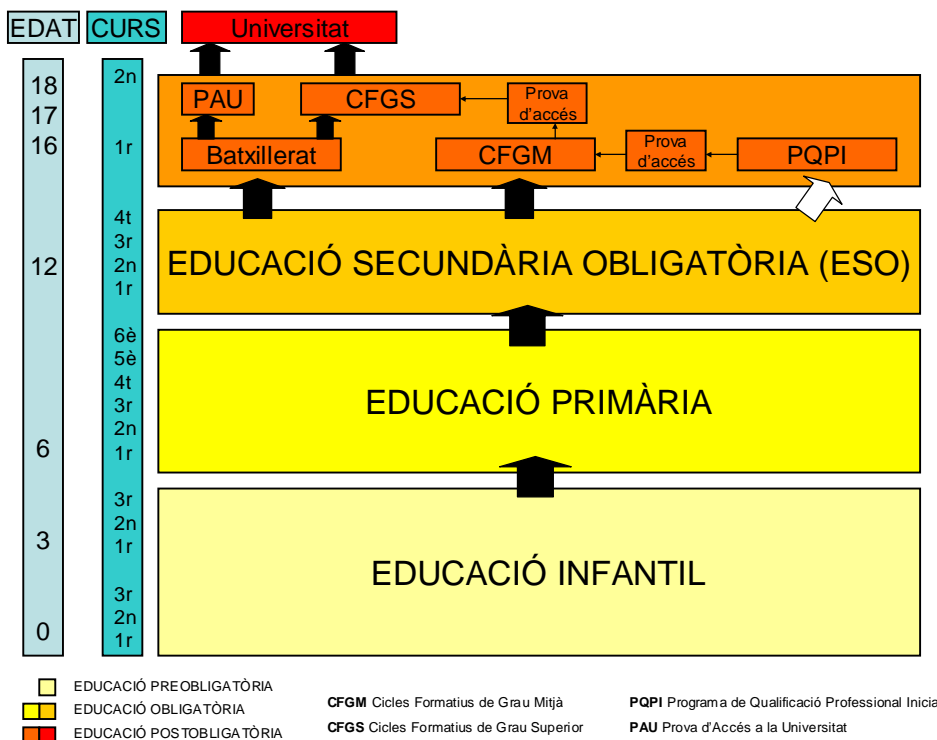 EDAT CURS Universitat
18
17
16
12
6
3
0
2n
1r
4t
3r
2n
1r
6è
5è
4t
3r
2n
1r
3r
2n
1r
3r
2n
1r
PAU CFGS Prova
d'accés
Batxillerat CFGM Prova
d'accés PQPI
EDUCACIÓ SECUNDÀRIA OBLIGATÒRIA (ESO)
EDUCACIÓ PRIMÀRIA
EDUCACIÓ INFANTIL
EDUCACIÓ PREOBLIGATÒRIA
EDUCACIÓ OBLIGATÒRIA
EDUCACIÓ POSTOBLIGATÒRIA
CFGM Cicles Formatius de Grau Mitjà
CFGS Cicles Formatius de Grau Superior
PQPI Programa de Qualificació Professional Inicia
PAU Prova d'Accés a la Universitat